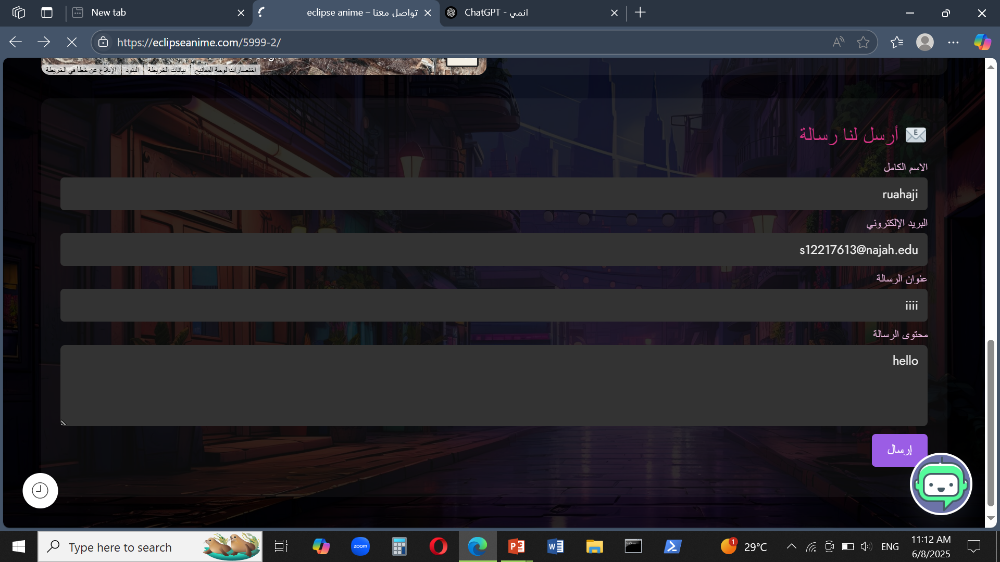 New tab
eclipse anime – تواصل معنا
ChatGPT - انمي
https://eclipseanime.com/5999-2/
اختصارات لوحة المفاتيح
بيانات الخريطة
البنود
الإبلاغ عن خطأ في الخريطة
أرسل لنا رسالة
الاسم الكامل
ruahaji
البريد الإلكتروني
s12217613@najah.edu
عنوان الرسالة
iiii
محتوى الرسالة
hello
إرسال
Type here to search
zoom
1
29°C
ENG
11:12 AM
6/8/2025